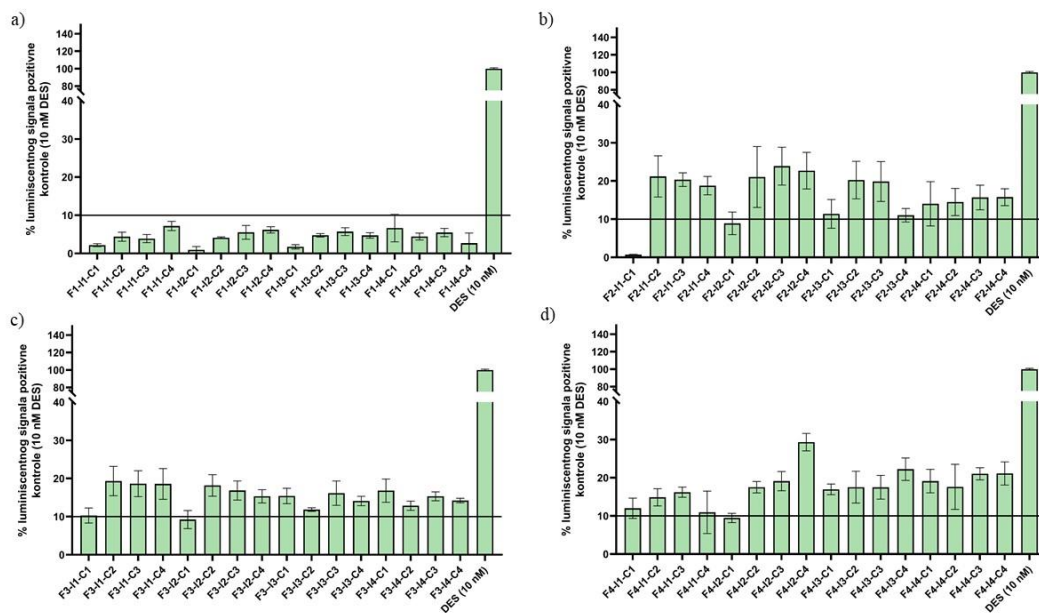 a)
% luminiscentnog signala pozitivne
kontrole (10 nM DES)
140
120
100
80
40
30
20
10
0
F1-I1-C1
F1-I1-C2
F1-I1-C3
F1-I1-C4
F1-I2-C1
F1-I2-C2
F1-I2-C3
F1-I2-C4
F1-I3-C1
F1-I3-C2
F1-I3-C3
F1-I3-C4
F1-I4-C1
F1-I4-C2
F1-I4-C3
F1-I4-C4
DES (10 nM)
b)
% luminiscentnog signala pozitivne
kontrole (10 nM DES)
140
120
100
80
40
30
20
10
0
F2-I1-C1
F2-I1-C2
F2-I1-C3
F2-I1-C4
F2-I2-C1
F2-I2-C2
F2-I2-C3
F2-I2-C4
F2-I3-C1
F2-I3-C2
F2-I3-C3
F2-I3-C4
F2-I4-C1
F2-I4-C2
F2-I4-C3
F2-I4-C4
DES (10 nM)
c)
% luminiscentnog signala pozitivne
kontrole (10 nM DES)
140
120
100
80
40
30
20
10
0
F3-I1-C1
F3-I1-C2
F3-I1-C3
F3-I1-C4
F3-I2-C1
F3-I2-C2
F3-I2-C3
F3-I2-C4
F3-I3-C1
F3-I3-C2
F3-I3-C3
F3-I3-C4
F3-I4-C1
F3-I4-C2
F3-I4-C3
F3-I4-C4
DES (10 nM)
d)
% luminiscentnog signala pozitivne
kontrole (10 nM DES)
140
120
100
80
40
30
20
10
0
F4-I1-C1
F4-I1-C2
F4-I1-C3
F4-I1-C4
F4-I2-C1
F4-I2-C2
F4-I2-C3
F4-I2-C4
F4-I3-C1
F4-I3-C2
F4-I3-C3
F4-I3-C4
F4-I4-C1
F4-I4-C2
F4-I4-C3
F4-I4-C4
DES (10 nM)